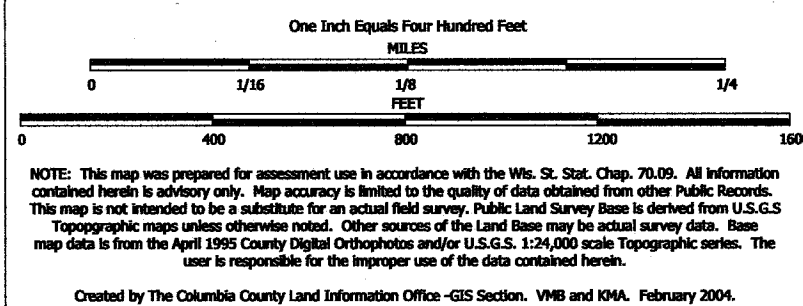 One Inch Equals Four Hundred Feet
MILES
0 1/16 1/8 1/4
FEET
0 400 800 1200 160
NOTE: This map was prepared for assessment use in accordance with the Wis. St. Stat. Chap. 70.09. All information
contained herein is advisory only. Map accuracy is limited to the quality of data obtained from other Public Records.
This map is not intended to be a substitute for an actual field survey. Public Land Survey Base is derived from U.S.G.S
Topopgraphic maps unless otherwise noted. Other sources of the Land Base may be actual survey data. Base
map data is from the April 1995 County Digital Orthophotos and/or U.S.G.S. 1:24,000 scale Topographic series. The
user is responsible for the improper use of the data contained herein.
Created by The Columbia County Land Information Office -GIS Section. VMB and KMA. February 2004.